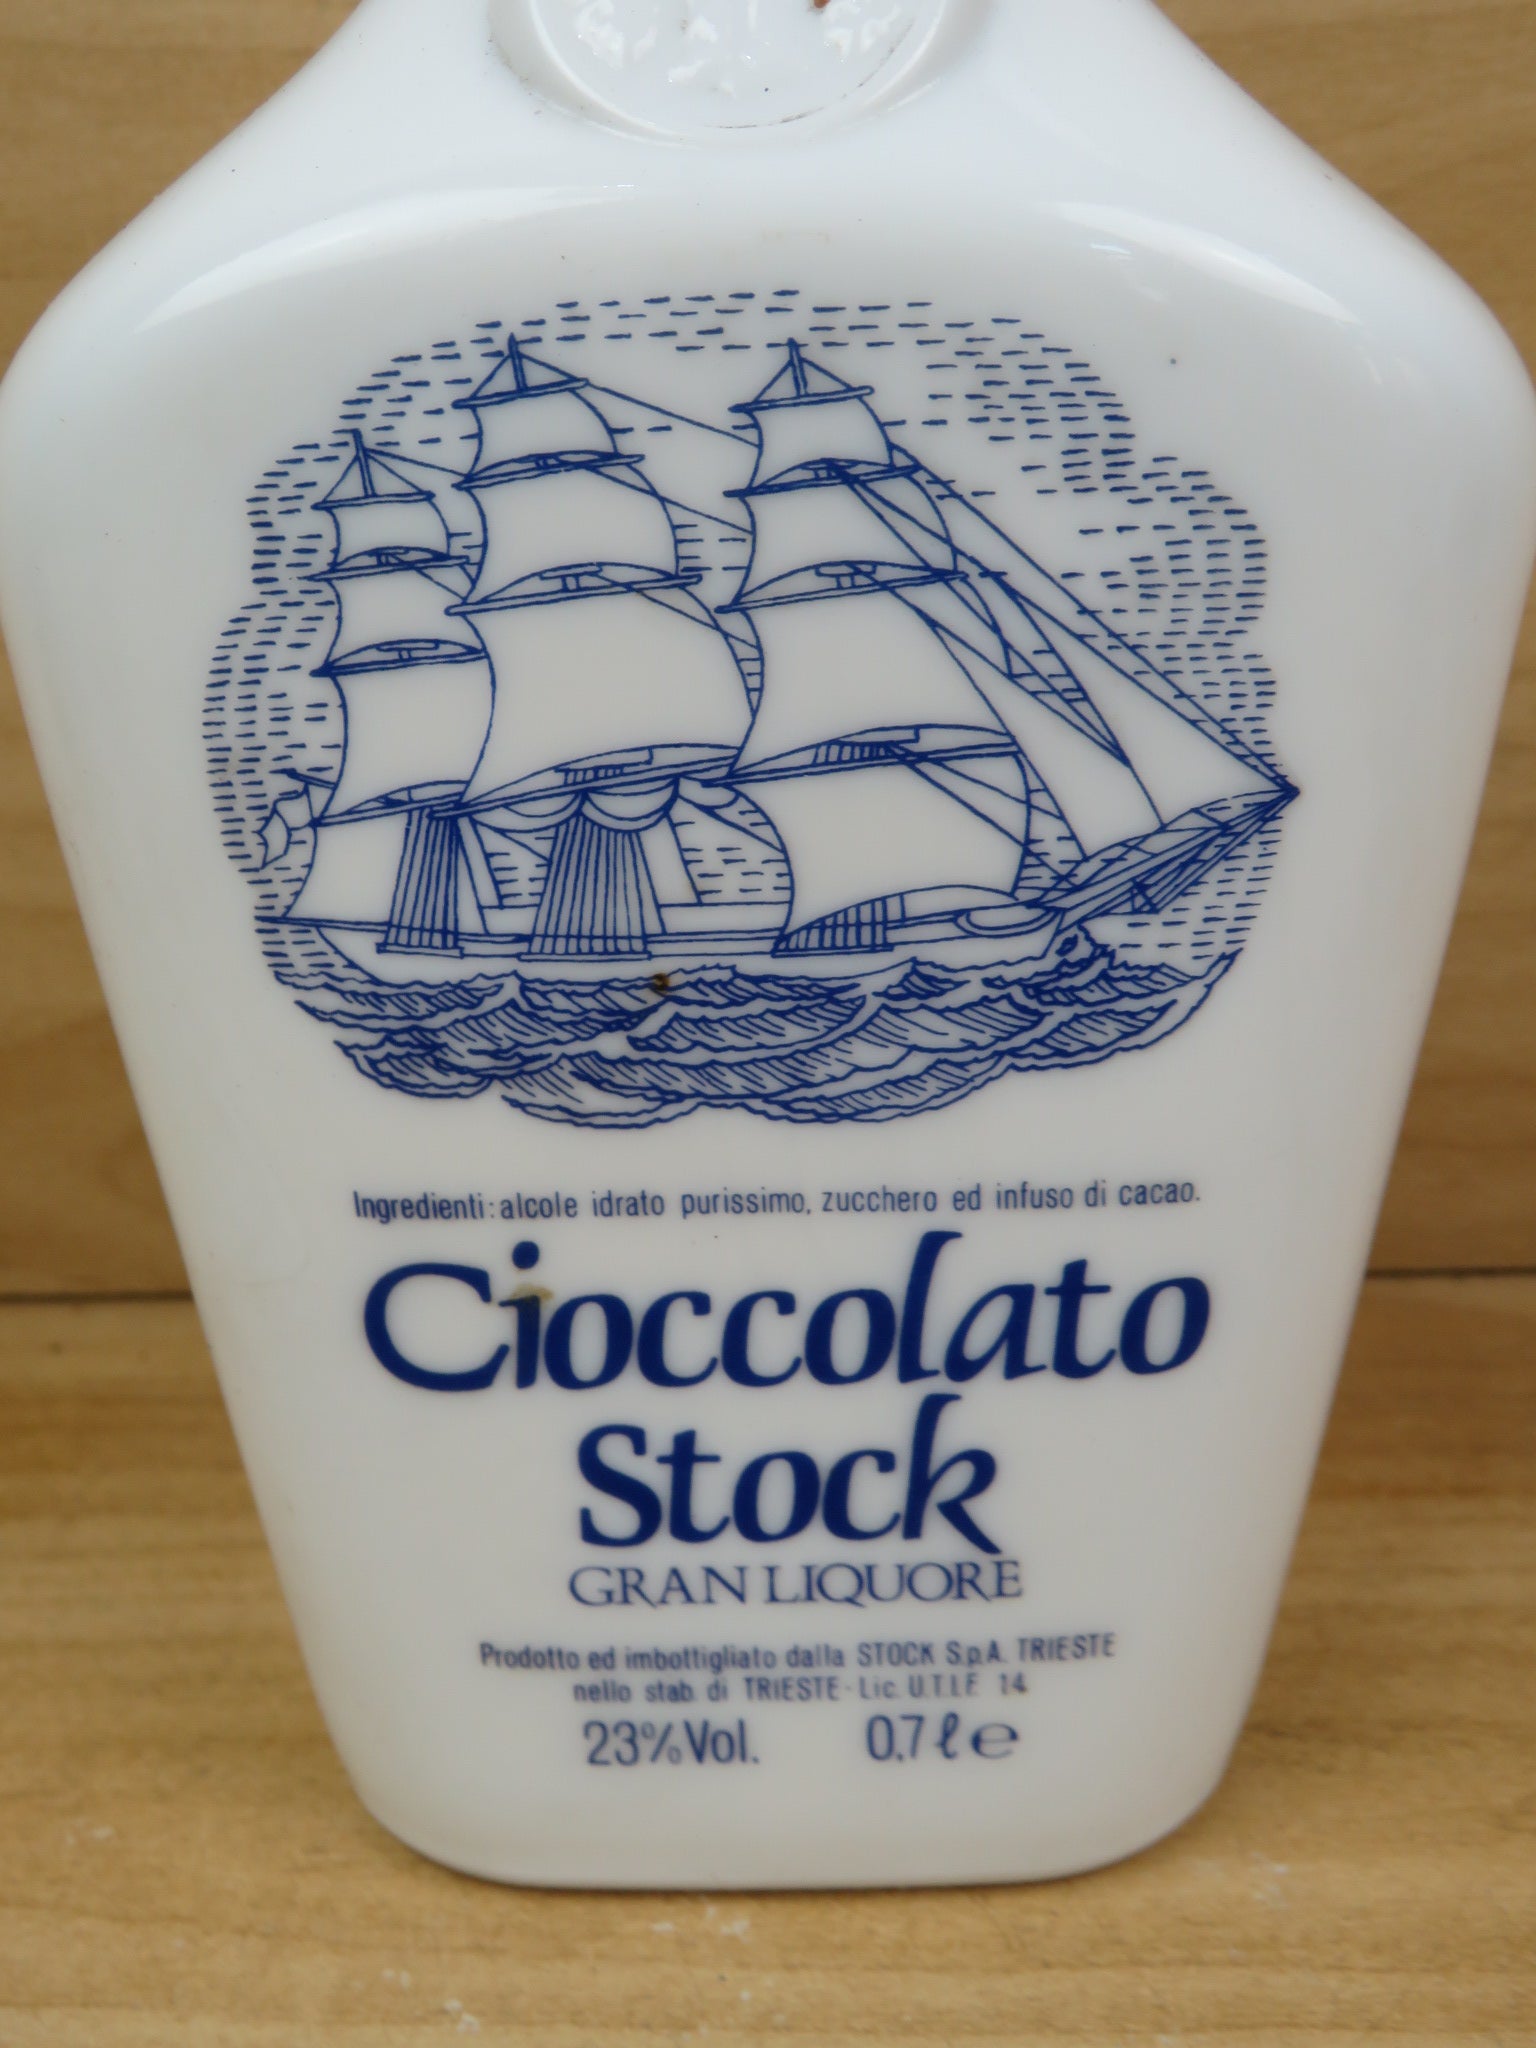 Ingredienti: alcole idrato purissimo, zucchero ed infuso di cacao.
Cioccolato
Stock
GRAN LIQUORE
Prodotto ed imbottigliato dalla STOCK S.p.A. TRIESTE
nello stab. di TRIESTE - Lic. U.T.I.F. 14
23% Vol. 0,7 ℓ ℮